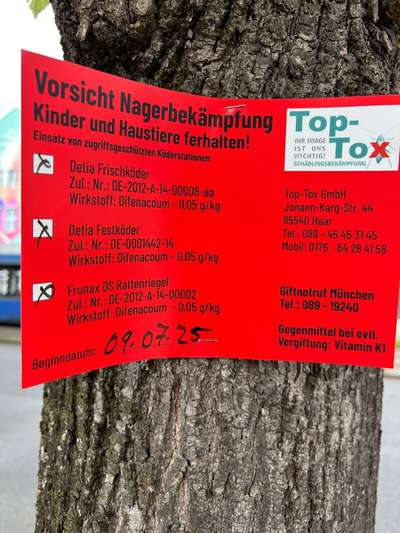 Vorsicht Nagerbekämpfung
Kinder und Haustiere ferhalten!
Einsatz von zugriffsgeschützten Köderstationen
Detia Frischköder
Zul.: Nr.: DE-2012-A-14-00006-aa
Wirkstoff: Difenacoum - 0,05 g/kg
Detia Festköder
Zul.: Nr.: DE-0001442-14
Wirkstoff: Difenacoum - 0,05 g/kg
Frunax DS Rattenriegel
Zul.: Nr.: DE-2012-A-14-00002
Wirkstoff: Difenacoum - 0,05 g/kg
Beginndatum: 09.07.25
Top-
Tox
IHR IMAGE
IST UNS
WICHTIG!
SCHÄDLINGSBEKÄMPFUNG
Top-Tox GmbH
Johann-Karg-Str. 44
85540 Haar
Tel.: 089 - 45 45 31 45
Mobil: 0176 - 64 28 41 58
Giftnotruf München
Tel.: 089 - 19240
Gegenmittel bei evtl.
Vergiftung: Vitamin K1